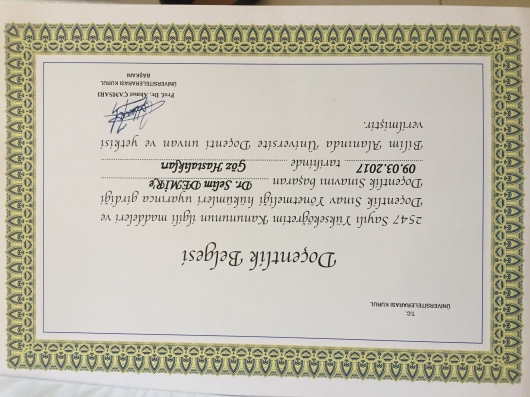 T.C.
ÜNİVERSİTELERARASI KURUL
Doçentlik Belgesi
2547 Sayılı Yükseköğretim Kanununun ilgili maddeleri ve
Doçentlik Sınav Yönetmeliği hükümleri uyarınca girdiği
Doçentlik Sınavını başaran Dr. Selim DEMİR'e
09.03.2017 tarihinde Göz Hastalıkları
Bilim Alanında Üniversite Doçenti unvan ve yetkisi
verilmiştir.
Prof. Dr. Ahmet ÇAMSARI
ÜNİVERSİTELERARASI KURUL
BAŞKANI